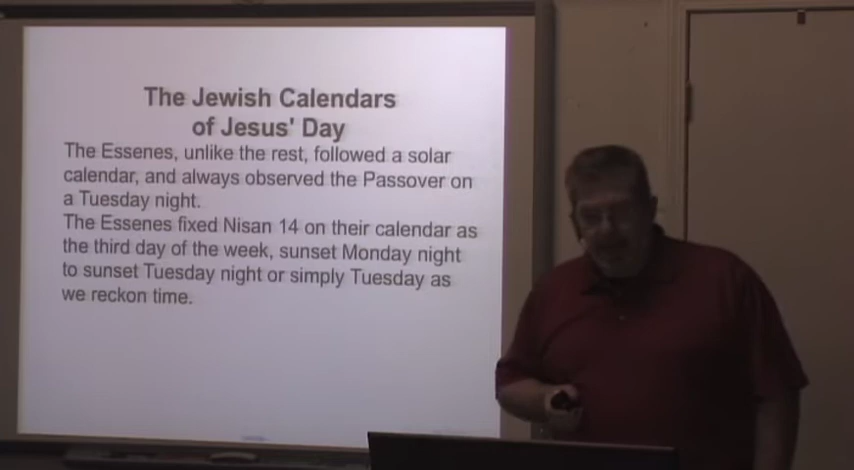 The Jewish Calendars
of Jesus' Day
The Essenes, unlike the rest, followed a solar
calendar, and always observed the Passover on
a Tuesday night.
The Essenes fixed Nisan 14 on their calendar as
the third day of the week, sunset Monday night
to sunset Tuesday night or simply Tuesday as
we reckon time.